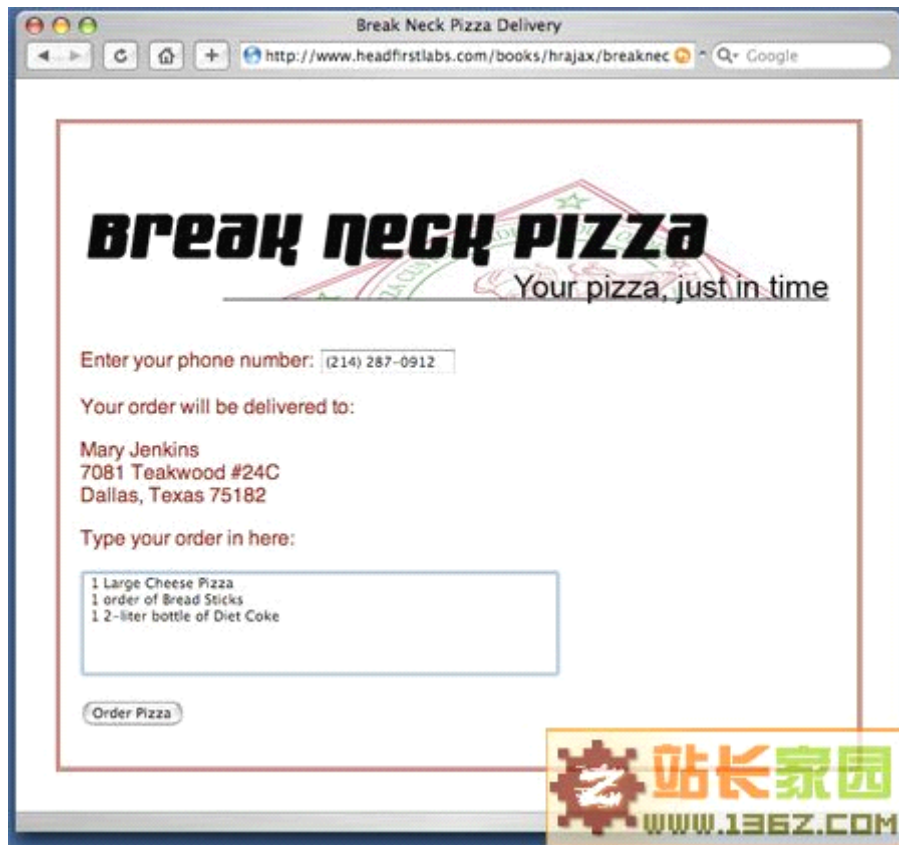 Break Neck Pizza Delivery
http://www.headfirstlabs.com/books/hrajax/breaknec
Google
Break Neck Pizza
Your pizza, just in time
Enter your phone number: (214) 287-0912
Your order will be delivered to:
Mary Jenkins
7081 Teakwood #24C
Dallas, Texas 75182
Type your order in here:
1 Large Cheese Pizza
1 order of Bread Sticks
1 2-liter bottle of Diet Coke
Order Pizza
站长家园
WWW.136Z.COM